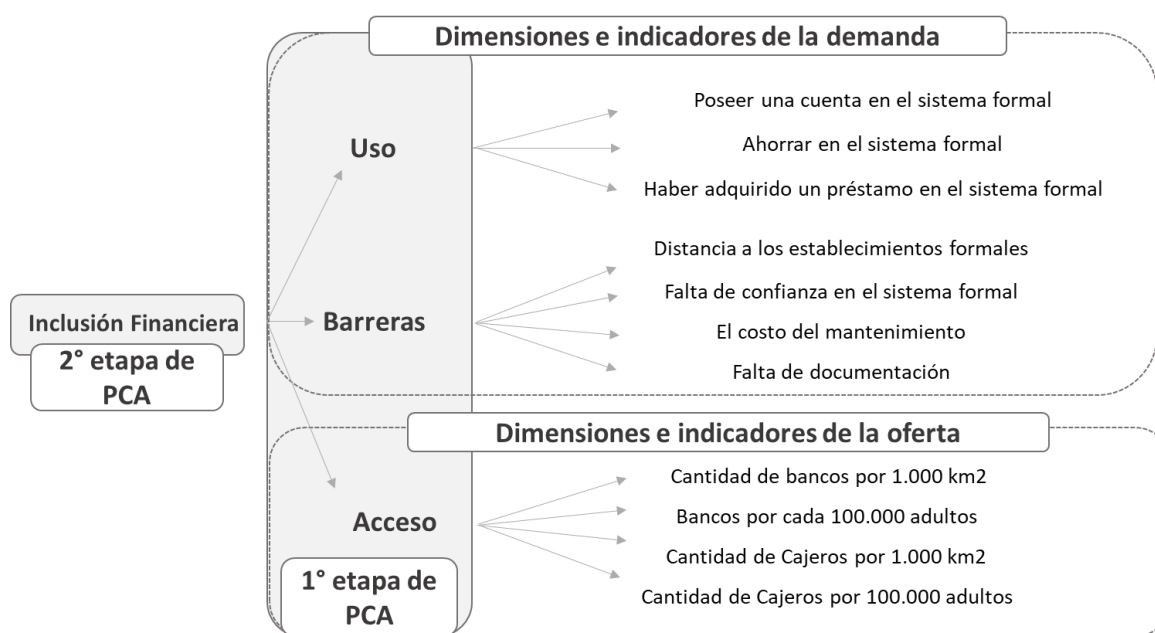 Dimensiones e indicadores de la demanda
Uso
Poseer una cuenta en el sistema formal
Ahorrar en el sistema formal
Haber adquirido un préstamo en el sistema formal
Inclusión Financiera
2° etapa de
PCA
Barreras
Distancia a los establecimientos formales
Falta de confianza en el sistema formal
El costo del mantenimiento
Falta de documentación
Dimensiones e indicadores de la oferta
Acceso
1° etapa de
PCA
Cantidad de bancos por 1.000 km2
Bancos por cada 100.000 adultos
Cantidad de Cajeros por 1.000 km2
Cantidad de Cajeros por 100.000 adultos